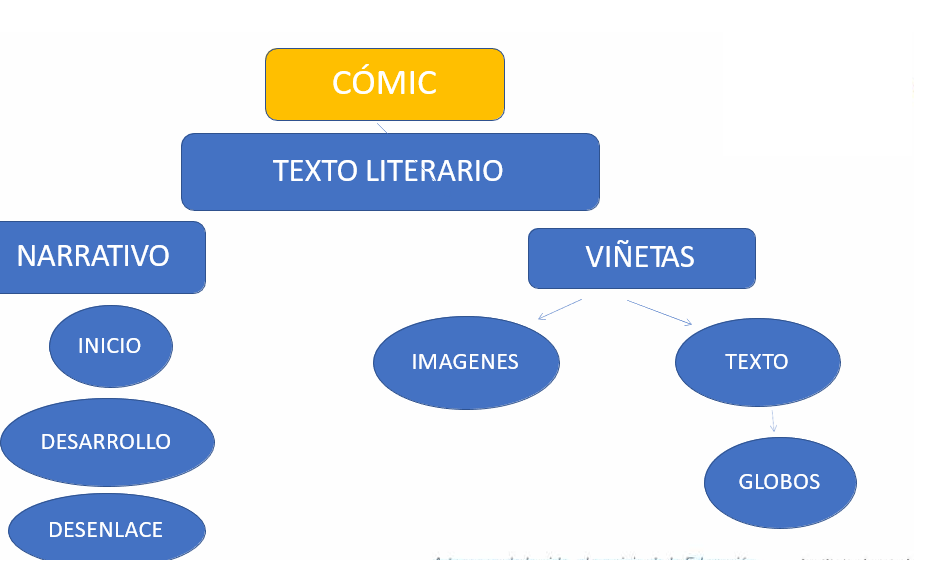 CÓMIC
TEXTO LITERARIO
NARRATIVO
VIÑETAS
INICIO
IMAGENES
TEXTO
DESARROLLO
GLOBOS
DESENLACE